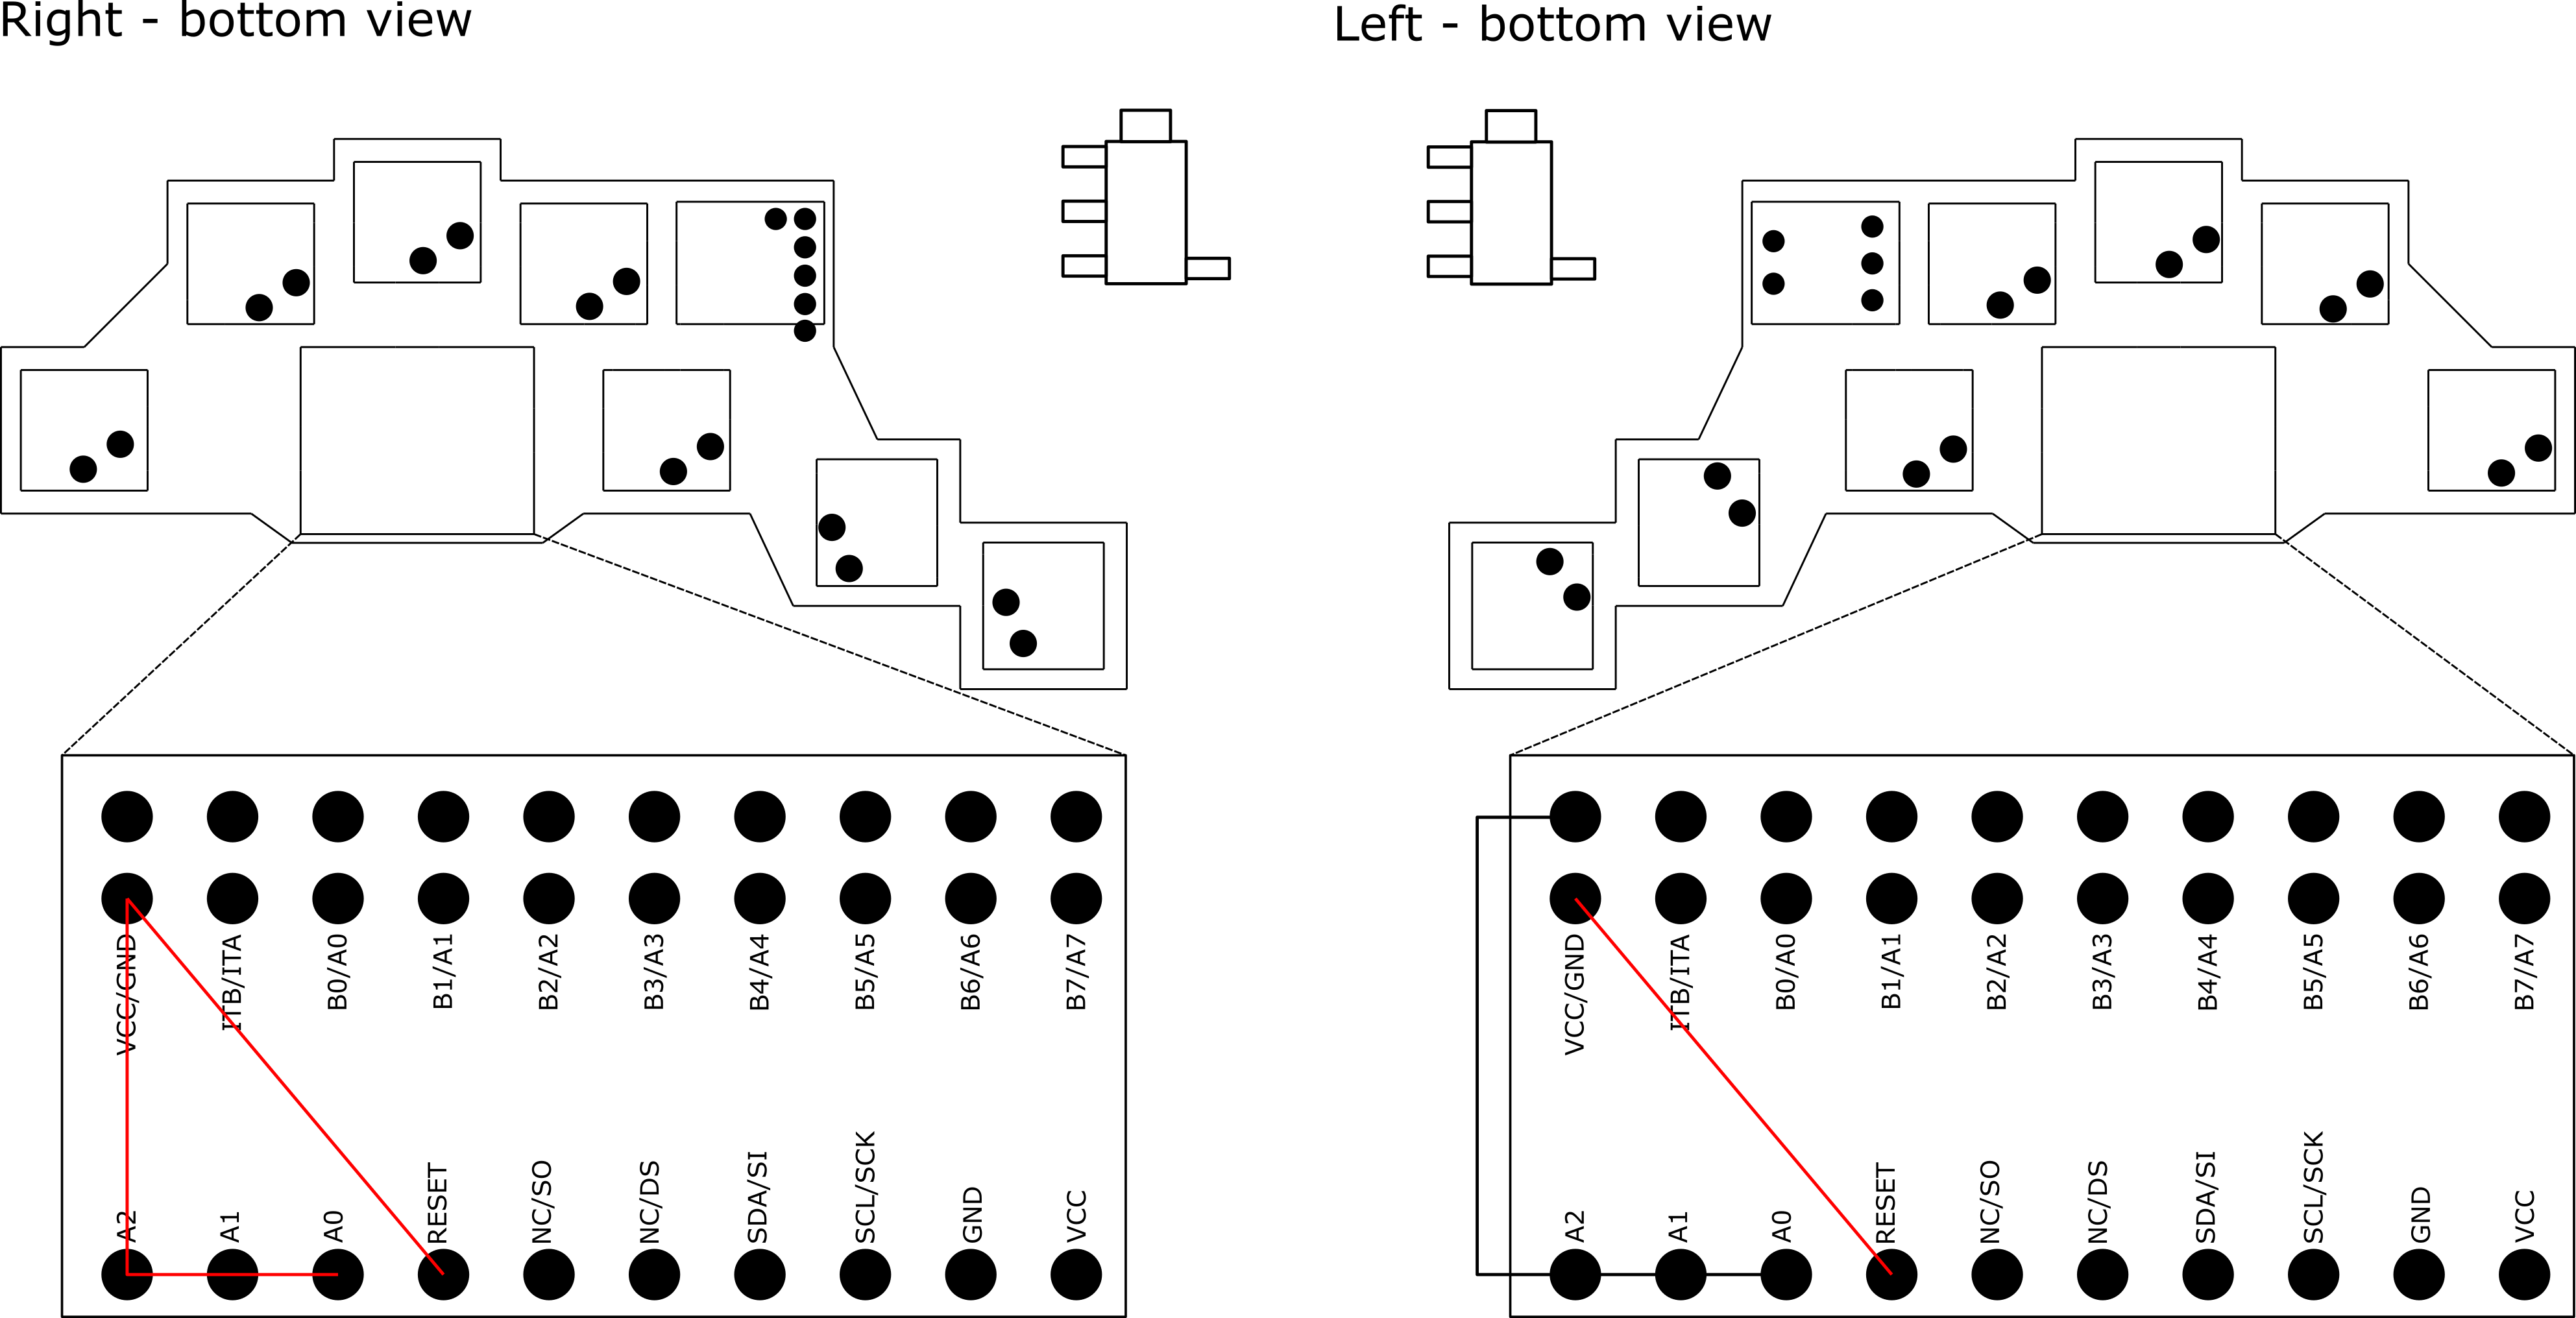 Right - bottom view
Left - bottom view
VCC/GND
ITB/ITA
B0/A0
B1/A1
B2/A2
B3/A3
B4/A4
B5/A5
B6/A6
B7/A7
A2
A1
A0
RESET
NC/SO
NC/DS
SDA/SI
SCL/SCK
GND
VCC
VCC/GND
ITB/ITA
B0/A0
B1/A1
B2/A2
B3/A3
B4/A4
B5/A5
B6/A6
B7/A7
A2
A1
A0
RESET
NC/SO
NC/DS
SDA/SI
SCL/SCK
GND
VCC